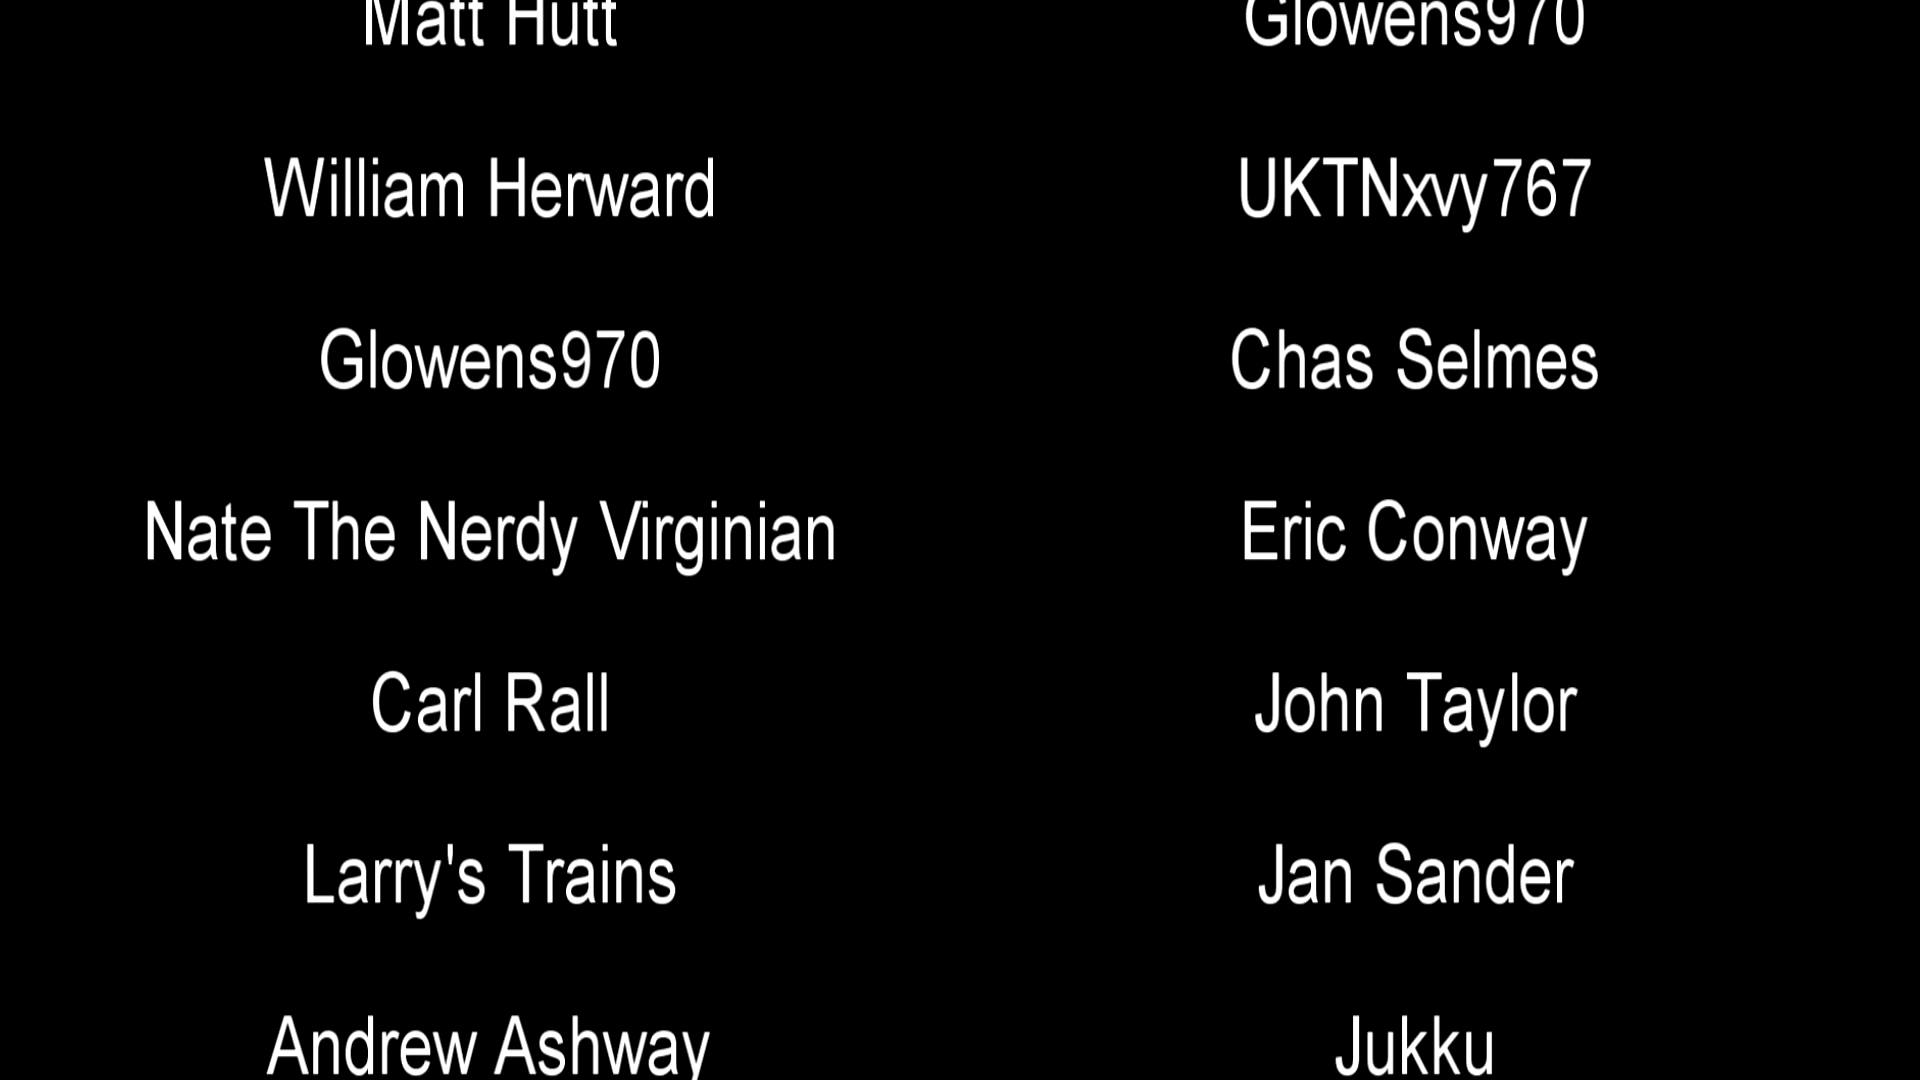 Matt Hutt
Glowens970
William Herward
UKTNxvy767
Glowens970
Chas Selmes
Nate The Nerdy Virginian
Eric Conway
Carl Rall
John Taylor
Larry's Trains
Jan Sander
Andrew Ashway
Jukku